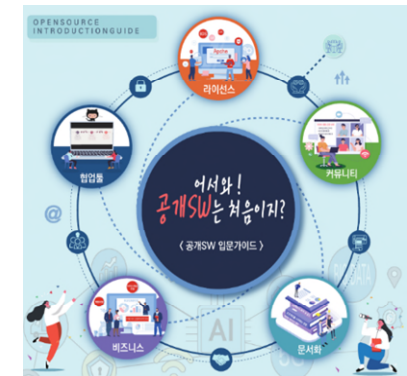 OPENSOURCE
INTRODUCTIONGUIDE
라이선스
협업툴
커뮤니티
어서와!
공개SW는 처음이지?
< 공개SW 입문가이드 >
비즈니스
문서화
AI
DATA
@